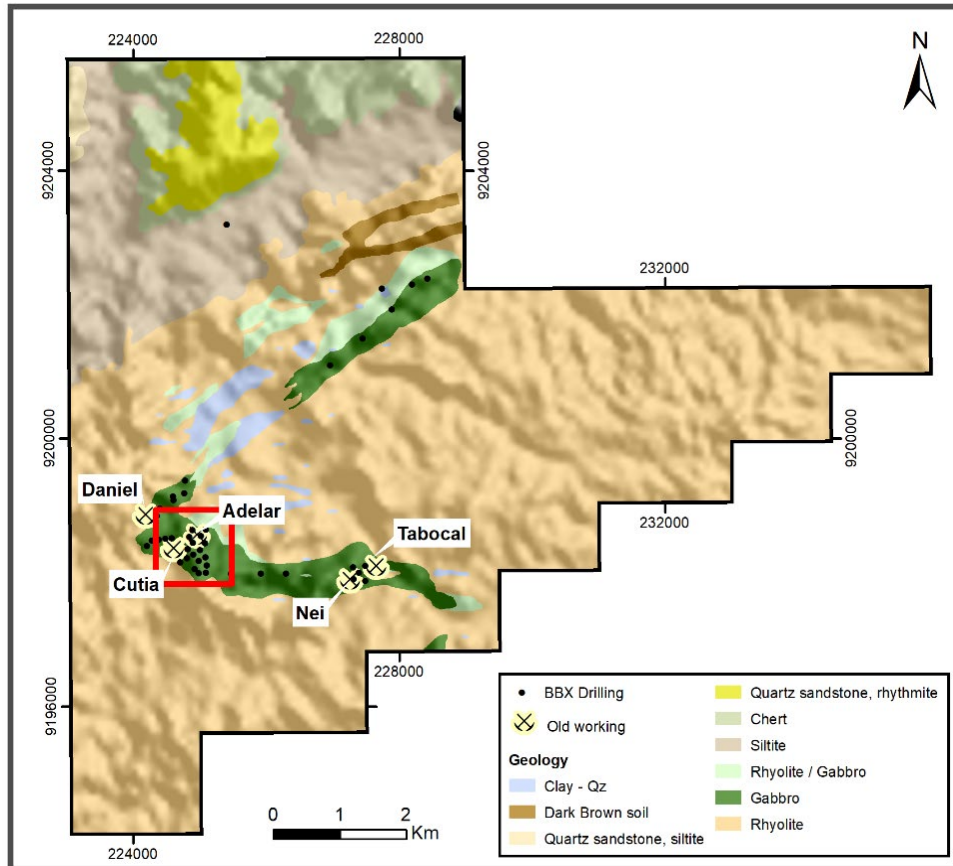 224000
228000
N
9204000
9204000
232000
9200000
9200000
Daniel
Adelar
Tabocal
232000
Cutia
Nei
228000
9196000
BBX Drilling
Old working
Geology
Clay - Qz
Dark Brown soil
Quartz sandstone, siltite
Quartz sandstone, rhythmite
Chert
Siltite
Rhyolite / Gabbro
Gabbro
Rhyolite
0 1 2
Km
224000